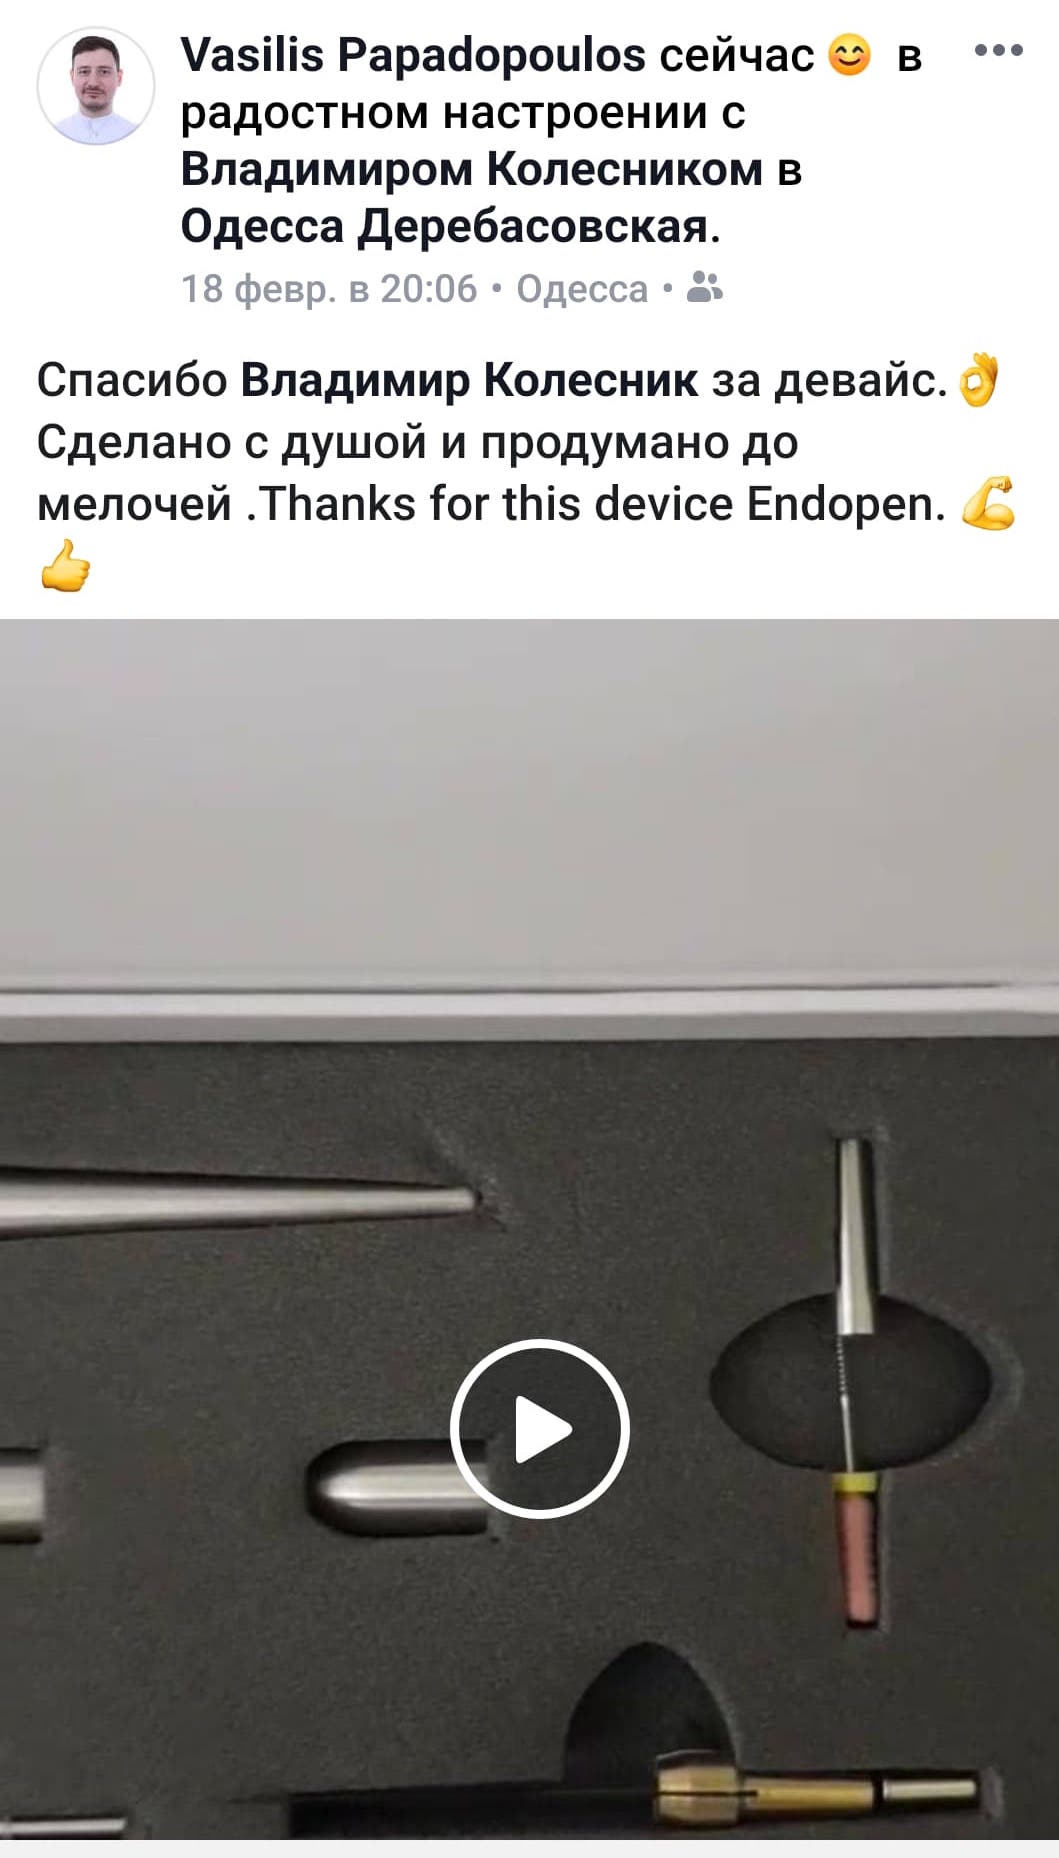 Vasilis Papadopoulos сейчас 😊 в
радостном настроении с
Владимиром Колесником в
Одесса Деребасовская.
18 февр. в 20:06 • Одесса •
Спасибо Владимир Колесник за девайс.👌
Сделано с душой и продумано до
мелочей .Thanks for this device Endopen. 💪
👍